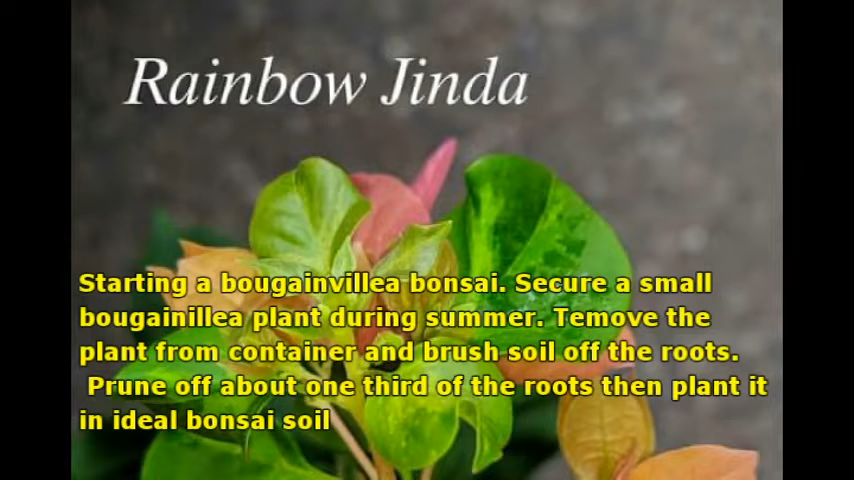 Rainbow Jinda
Starting a bougainvillea bonsai. Secure a small
bougainillea plant during summer. Temove the
plant from container and brush soil off the roots.
Prune off about one third of the roots then plant it
in ideal bonsai soil